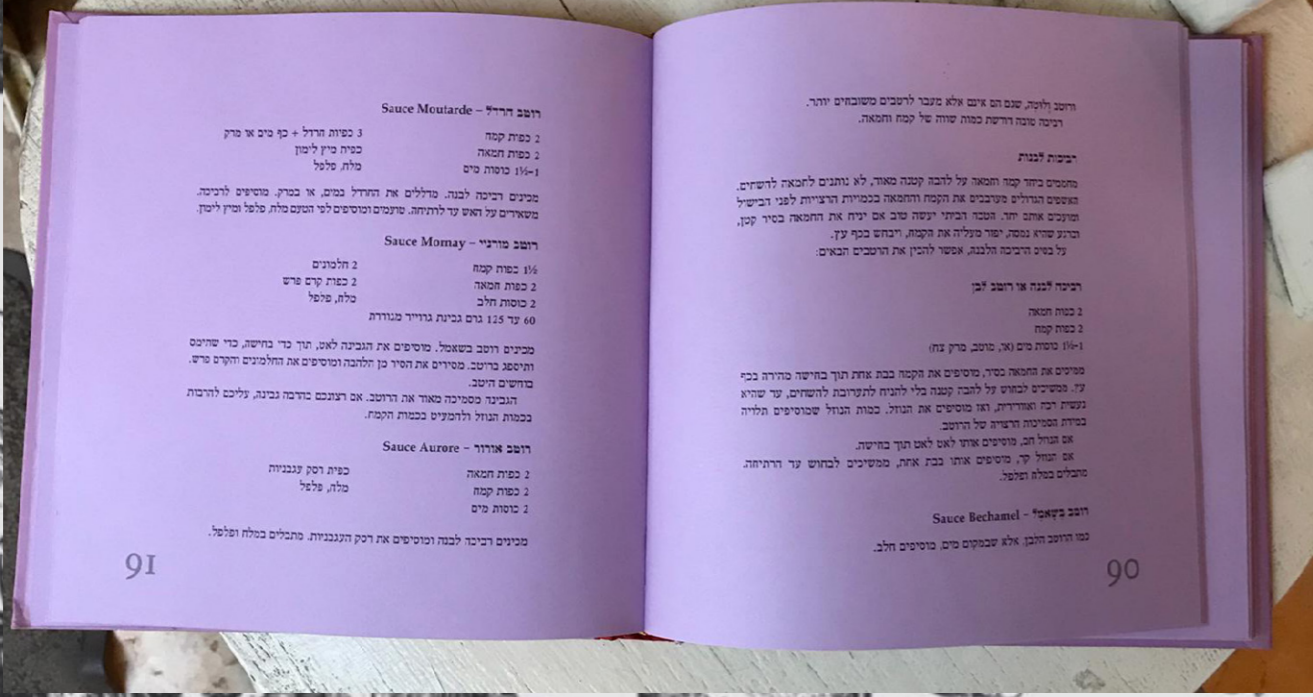 ורוטב וֶלוּטֶה, שגם הם אינם אלא מעבר לרטבים משובחים יותר.
רביכה טובה דורשת כמות שווה של קמח וחמאה.
רביכות לבנות
מחממים ביחד קמח וחמאה על להבה קטנה מאוד, לא נותנים לחמאה להשחים.
האשפים הגדולים מערבבים את הקמח והחמאה בכמויות הרצויות לפני הבישול
ומועכים אותם יחד. הטבח הביתי יעשה טוב אם יניח את החמאה בסיר קטן,
וברגע שהיא נמסה, יפזר מעליה את הקמח, ויבחש בכף עץ.
על בסיס הרביכה הלבנה, אפשר להכין את הרטבים הבאים:
רביכה לבנה או רוטב לבן
2 כפות חמאה
2 כפות קמח
1–1½ כוסות מים (או, מוטב, מרק צח)
ממיסים את החמאה בסיר, מוסיפים את הקמח בבת אחת תוך בחישה מהירה בכף
עץ. ממשיכים לבחוש על להבה קטנה בלי להניח לתערובת להשחים, עד שהיא
נעשית רכה ואוורירית, ואז מוסיפים את הנוזל. כמות הנוזל שמוסיפים תלויה
במידת הסמיכות הרצויה של הרוטב.
אם הנוזל חם, מוסיפים אותו לאט לאט תוך בחישה.
אם הנוזל קר, מוסיפים אותו בבת אחת, ממשיכים לבחוש עד הרתיחה.
מתבלים במלח ופלפל.
רוטב בֶּשָׁאמֶל – Sauce Bechamel
כמו הרוטב הלבן, אלא שבמקום מים, מוסיפים חלב.
90
רוטב חרדל – Sauce Moutarde
2 כפות קמח
2 כפות חמאה
1–1½ כוסות מים
3 כפיות חרדל + כף מים או מרק
כפית מיץ לימון
מלח, פלפל
מכינים רביכה לבנה. מדללים את החרדל במים, או במרק. מוסיפים לרביכה.
משאירים על האש עד לרתיחה. טועמים ומוסיפים לפי הטעם מלח, פלפל ומיץ לימון.
רוטב מורניי – Sauce Mornay
1½ כפות קמח
2 כפות חמאה
2 כוסות חלב
60 עד 125 גרם גבינת גרוייר מגוררת
2 חלמונים
2 כפות קרם פרש
מלח, פלפל
מכינים רוטב בשאמל. מוסיפים את הגבינה לאט, תוך כדי בחישה, כדי שתימס
ותיספג ברוטב. מסירים את הסיר מן הלהבה ומוסיפים את החלמונים והקרם פרש.
בוחשים היטב.
הגבינה מסמיכה מאוד את הרוטב. אם רצונכם בהרבה גבינה, עליכם להרבות
בכמות הנוזל ולהמעיט בכמות הקמח.
רוטב אורור – Sauce Aurore
2 כפות חמאה
2 כפות קמח
2 כוסות מים
כפית רסק עגבניות
מלח, פלפל
מכינים רביכה לבנה ומוסיפים את רסק העגבניות. מתבלים במלח ופלפל.
91